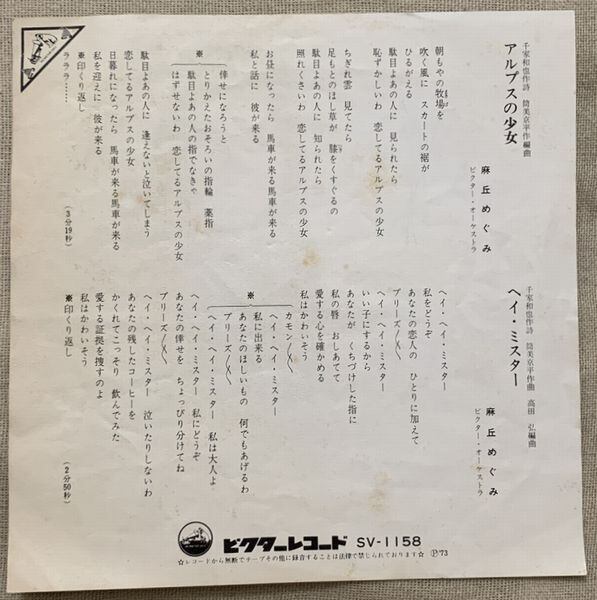 アルプスの少女
千家和也作詩 筒美京平作編曲
麻丘めぐみ
ビクター・オーケストラ
朝もやの牧場を
吹く風に スカートの裾が
ひるがえる
駄目よあの人に 見られたら
恥ずかしいわ 恋してるアルプスの少女
ちぎれ雲 見てたら
足もとのほし草が 膝をくすぐるの
駄目よあの人に 知られたら
照れくさいわ 恋してるアルプスの少女
お昼になったら 馬車が来る馬車が来る
私と話に 彼が来る
※
倖せになろうと
とりかえたおそろいの指輪 薬指
駄目よあの人の指でなきゃ
はずせないわ 恋してるアルプスの少女
駄目よあの人に 逢えないと泣いてしまう
恋してるアルプスの少女
日暮れになったら 馬車が来る馬車が来る
私を迎えに 彼が来る
※印くり返し
ラララ……
(3分19秒)
ヘイ・ミスター
千家和也作詩 筒美京平作曲 高田弘編曲
麻丘めぐみ
ビクター・オーケストラ
ヘイ・ヘイ・ミスター
私をどうぞ
あなたの恋人の ひとりに加えて
プリーズ
ヘイ・ヘイ・ミスター
いい子にするから
あなたが くちづけした指に
私の唇 おしあてて
愛する心を確かめる
私はかわいそう
※
カモン
ヘイ・ヘイ・ミスター
私に出来る
あなたのほしいもの 何でもあげるわ
プリーズ
ヘイ・ヘイ・ミスター 私は大人よ
ヘイ・ヘイ・ミスター 私にどうぞ
あなたの倖せを ちょっぴり分けてね
プリーズ
ヘイ・ヘイ・ミスター 泣いたりしないわ
あなたの残したコーヒーを
かくれてこっそり 飲んでみた
愛する証拠を捜すのよ
私はかわいそう
※印くり返し
(2分50秒)
ビクターレコード SV-1158
☆レコードから無断でテープその他に録音することは法律で禁じられております☆ Ⓟ'73